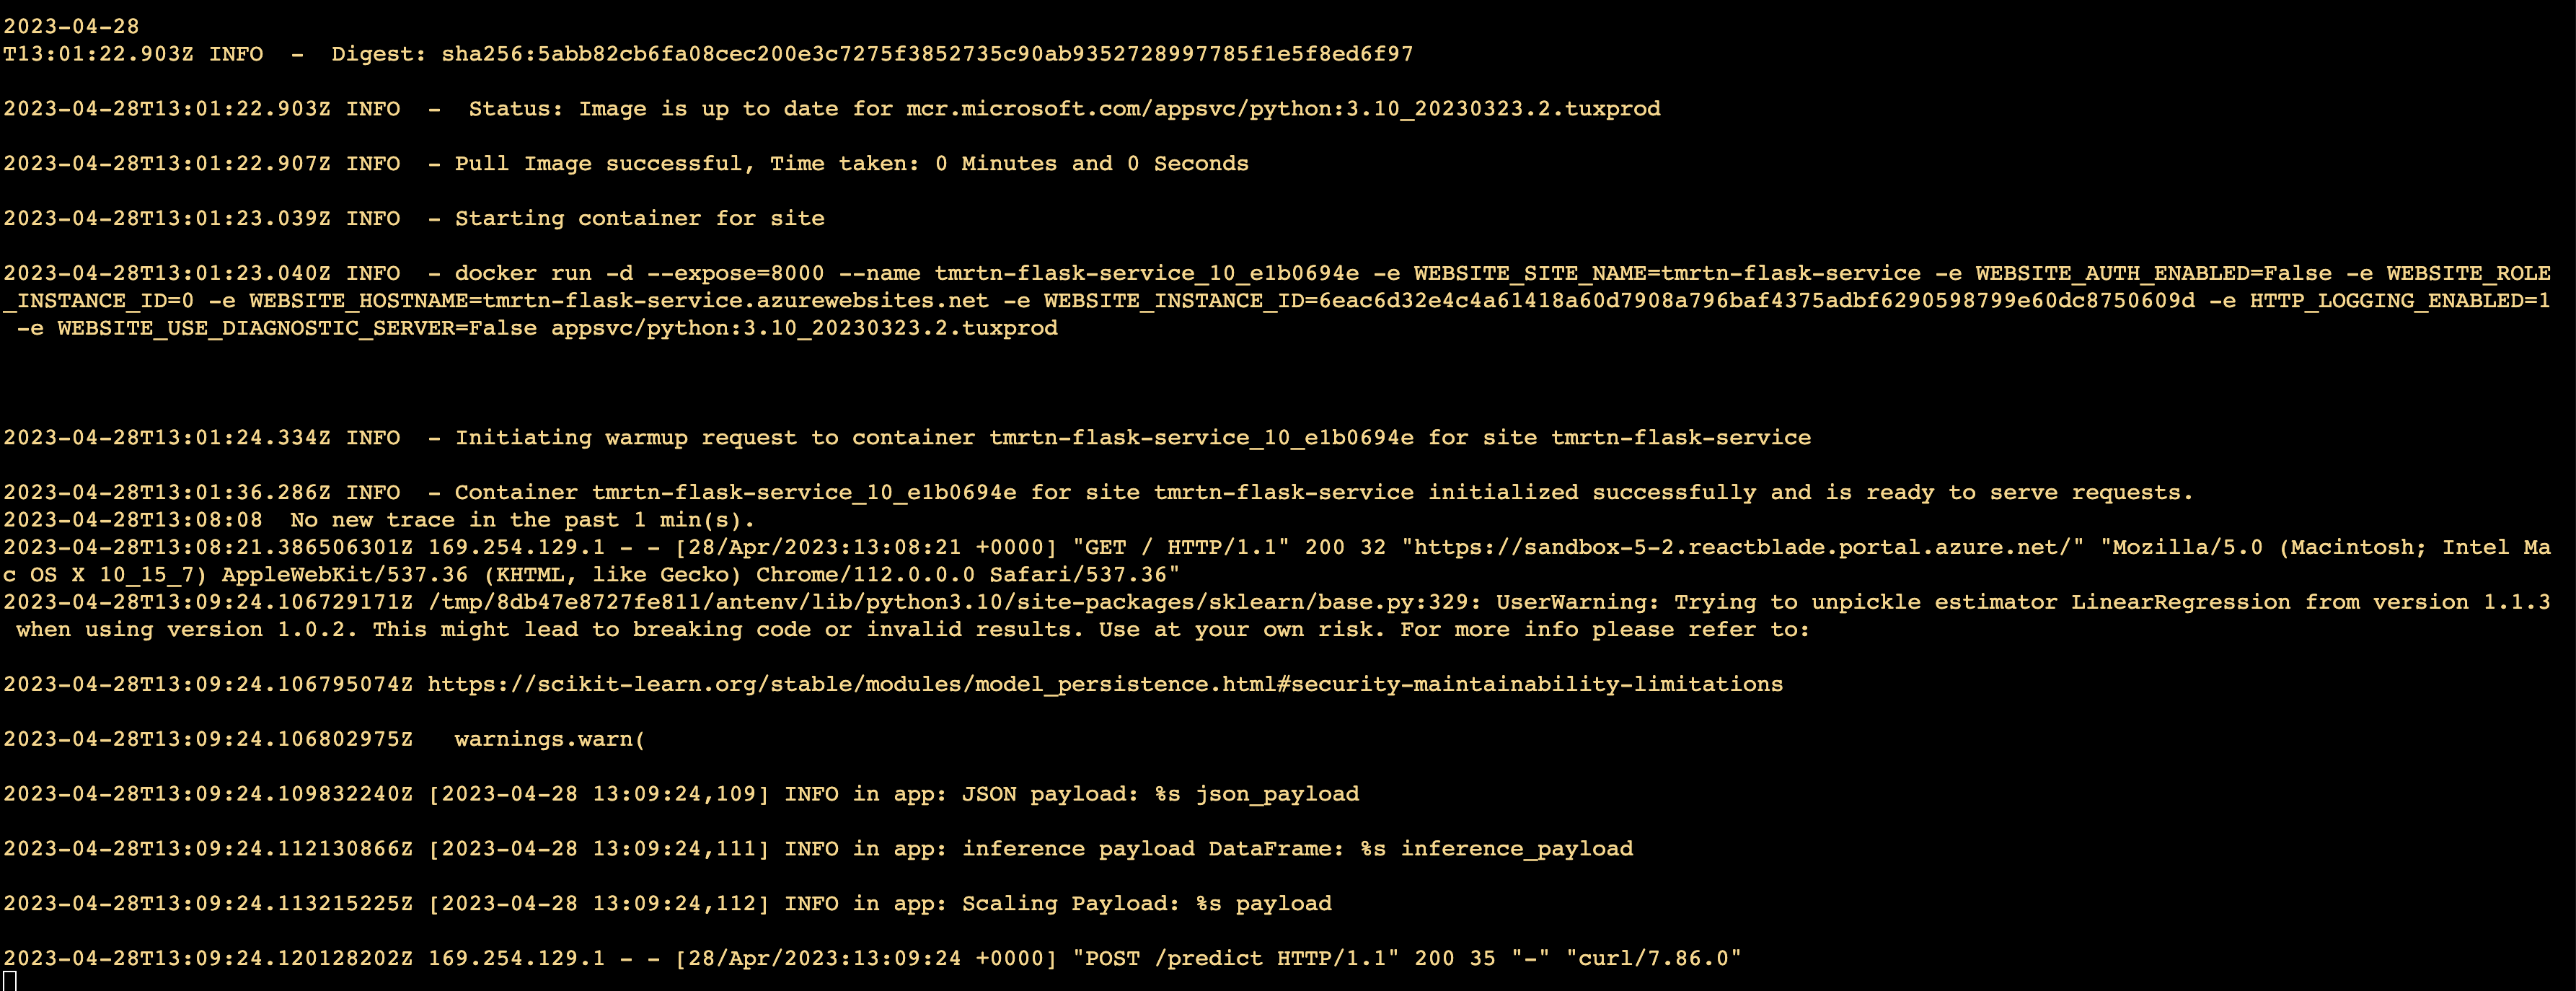 2023-04-28
T13:01:22.903Z INFO  -  Digest: sha256:5abb82cb6fa08cec200e3c7275f3852735c90ab9352728997785f1e5f8ed6f97
2023-04-28T13:01:22.903Z INFO  -  Status: Image is up to date for mcr.microsoft.com/appsvc/python:3.10_20230323.2.tuxprod
2023-04-28T13:01:22.907Z INFO  - Pull Image successful, Time taken: 0 Minutes and 0 Seconds
2023-04-28T13:01:23.039Z INFO  - Starting container for site
2023-04-28T13:01:23.040Z INFO  - docker run -d --expose=8000 --name tmrtn-flask-service_10_e1b0694e -e WEBSITE_SITE_NAME=tmrtn-flask-service -e WEBSITE_AUTH_ENABLED=False -e WEBSITE_ROLE
_INSTANCE_ID=0 -e WEBSITE_HOSTNAME=tmrtn-flask-service.azurewebsites.net -e WEBSITE_INSTANCE_ID=6eac6d32e4c4a61418a60d7908a796baf4375adbf6290598799e60dc8750609d -e HTTP_LOGGING_ENABLED=1
 -e WEBSITE_USE_DIAGNOSTIC_SERVER=False appsvc/python:3.10_20230323.2.tuxprod
2023-04-28T13:01:24.334Z INFO  - Initiating warmup request to container tmrtn-flask-service_10_e1b0694e for site tmrtn-flask-service
2023-04-28T13:01:36.286Z INFO  - Container tmrtn-flask-service_10_e1b0694e for site tmrtn-flask-service initialized successfully and is ready to serve requests.
2023-04-28T13:08:08  No new trace in the past 1 min(s).
2023-04-28T13:08:21.386506301Z 169.254.129.1 - - [28/Apr/2023:13:08:21 +0000] "GET / HTTP/1.1" 200 32 "https://sandbox-5-2.reactblade.portal.azure.net/" "Mozilla/5.0 (Macintosh; Intel Ma
c OS X 10_15_7) AppleWebKit/537.36 (KHTML, like Gecko) Chrome/112.0.0.0 Safari/537.36"
2023-04-28T13:09:24.106729171Z /tmp/8db47e8727fe811/antenv/lib/python3.10/site-packages/sklearn/base.py:329: UserWarning: Trying to unpickle estimator LinearRegression from version 1.1.3
 when using version 1.0.2. This might lead to breaking code or invalid results. Use at your own risk. For more info please refer to:
2023-04-28T13:09:24.106795074Z https://scikit-learn.org/stable/modules/model_persistence.html#security-maintainability-limitations
2023-04-28T13:09:24.106802975Z   warnings.warn(
2023-04-28T13:09:24.109832240Z [2023-04-28 13:09:24,109] INFO in app: JSON payload: %s json_payload
2023-04-28T13:09:24.112130866Z [2023-04-28 13:09:24,111] INFO in app: inference payload DataFrame: %s inference_payload
2023-04-28T13:09:24.113215225Z [2023-04-28 13:09:24,112] INFO in app: Scaling Payload: %s payload
2023-04-28T13:09:24.120128202Z 169.254.129.1 - - [28/Apr/2023:13:09:24 +0000] "POST /predict HTTP/1.1" 200 35 "-" "curl/7.86.0"